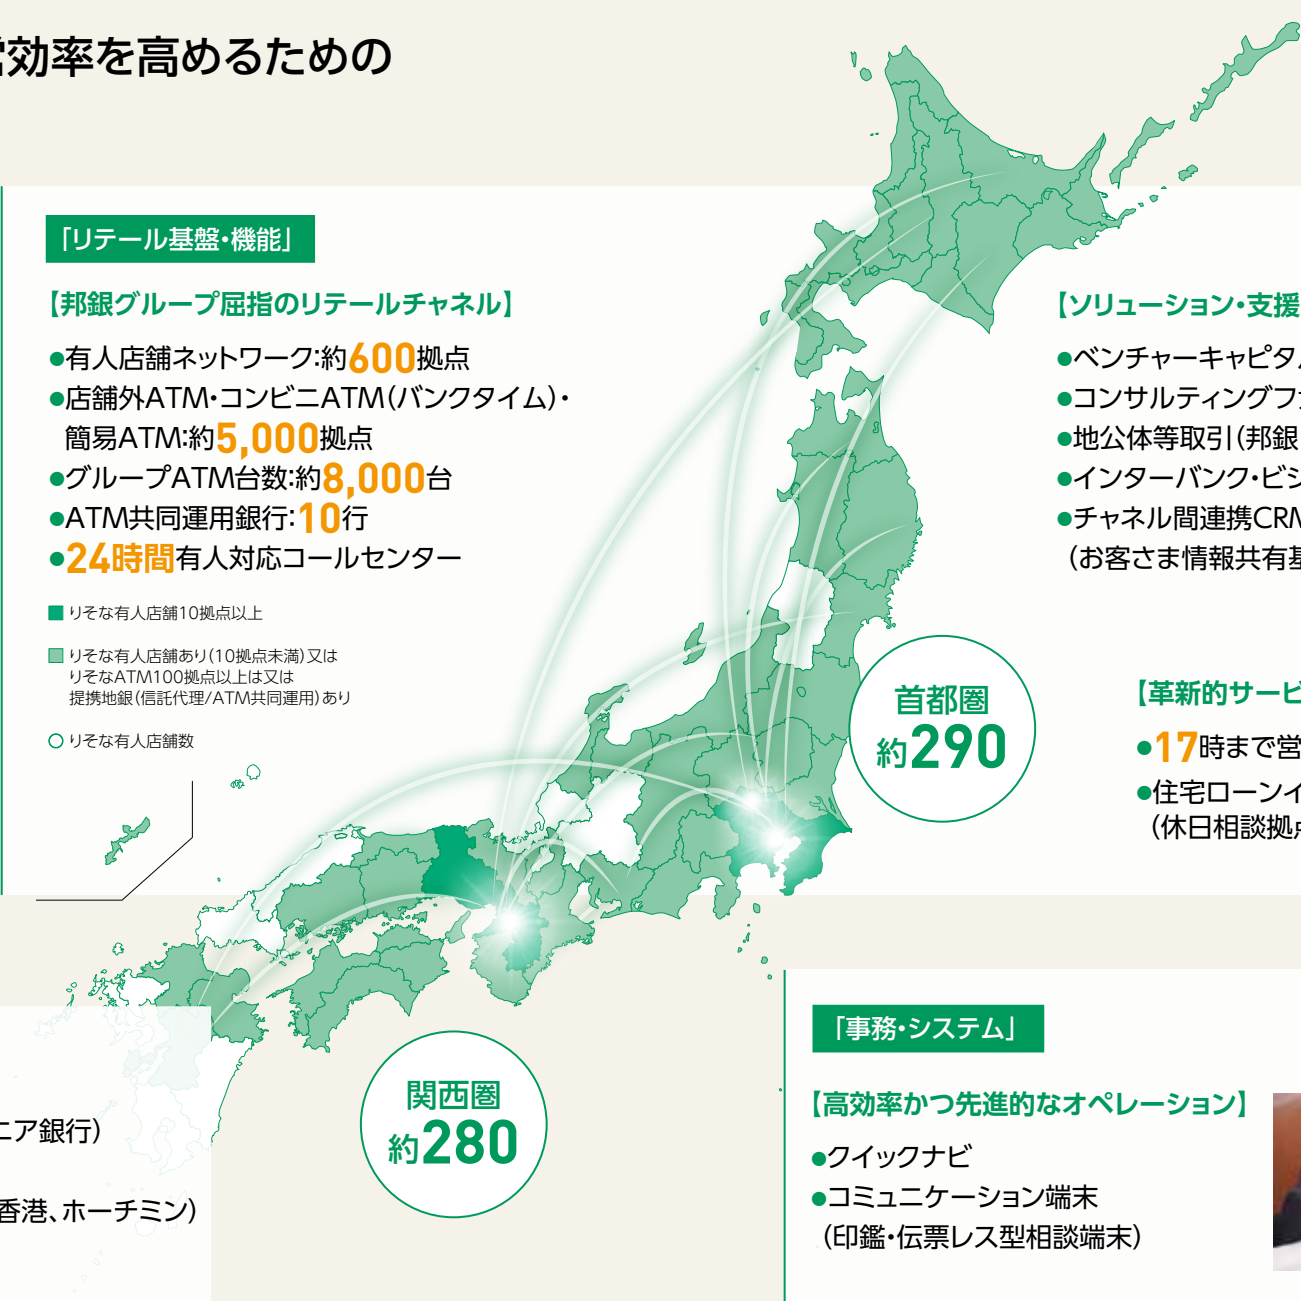 効率を高めるための
「リテール基盤・機能」
【邦銀グループ屈指のリテールチャネル】
●有人店舗ネットワーク:約600拠点
●店舗外ATM・コンビニATM(バンクタイム)・
簡易ATM:約5,000拠点
●グループATM台数:約8,000台
●ATM共同運用銀行:10行
●24時間有人対応コールセンター
■ りそな有人店舗10拠点以上
■ りそな有人店舗あり(10拠点未満)又は
りそなATM100拠点以上は又は
提携地銀(信託代理/ATM共同運用)あり
○ りそな有人店舗数
首都圏
約290
関西圏
約280
【ソリューション・支援
●ベンチャーキャピタ
●コンサルティングフ
●地公体等取引(邦銀
●インターバンク・ビジ
●チャネル間連携CRM
(お客さま情報共有基
【革新的サービ
●17時まで営
●住宅ローンイ
(休日相談拠点
ニア銀行)
香港、ホーチミン)
「事務・システム」
【高効率かつ先進的なオペレーション】
●クイックナビ
●コミュニケーション端末
(印鑑・伝票レス型相談端末)